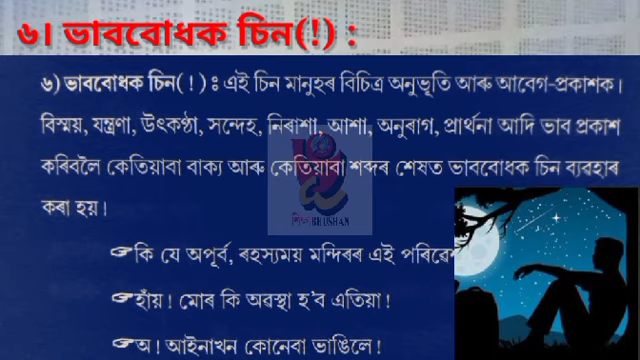 ৬। ভাববোধক চিন(!) :
৬) ভাববোধক চিন( ! ) ঃ এই চিন মানুহৰ বিচিত্ৰ অনুভূতি আৰু আবেগ-প্ৰকাশক।
বিস্ময়, যন্ত্ৰণা, উৎকণ্ঠা, সন্দেহ, নিৰাশা, আশা, অনুৰাগ, প্ৰাৰ্থনা আদি ভাব প্ৰকাশ
কৰিবলৈ কেতিয়াবা বাক্য আৰু কেতিয়াবা শব্দৰ শেষত ভাববোধক চিন ব্যৱহাৰ
কৰা হয়।
☞কি যে অপূৰ্ব, ৰহস্যময় মন্দিৰৰ এই
☞হাঁয়! মোৰ কি অৱস্থা হ'ব এতিয়া!
☞অ! আইনাখন কোনেবা ভাঙিলে!
BHUSHAN